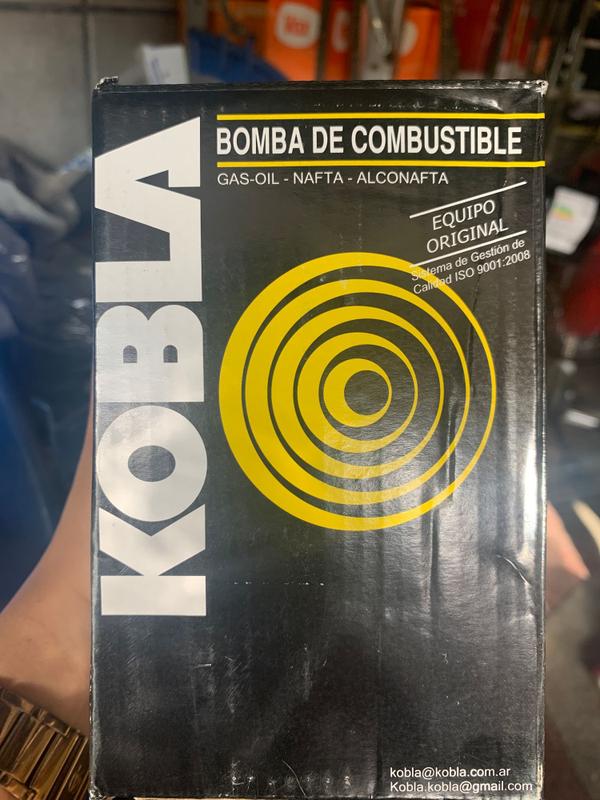 KOBLA
BOMBA DE COMBUSTIBLE
GAS-OIL - NAFTA - ALCONAFTA
EQUIPO
ORIGINAL
Sistema de Gestión de
Calidad ISO 9001:2008
kobla@kobla.com.ar
Kobla.kobla@gmail.com